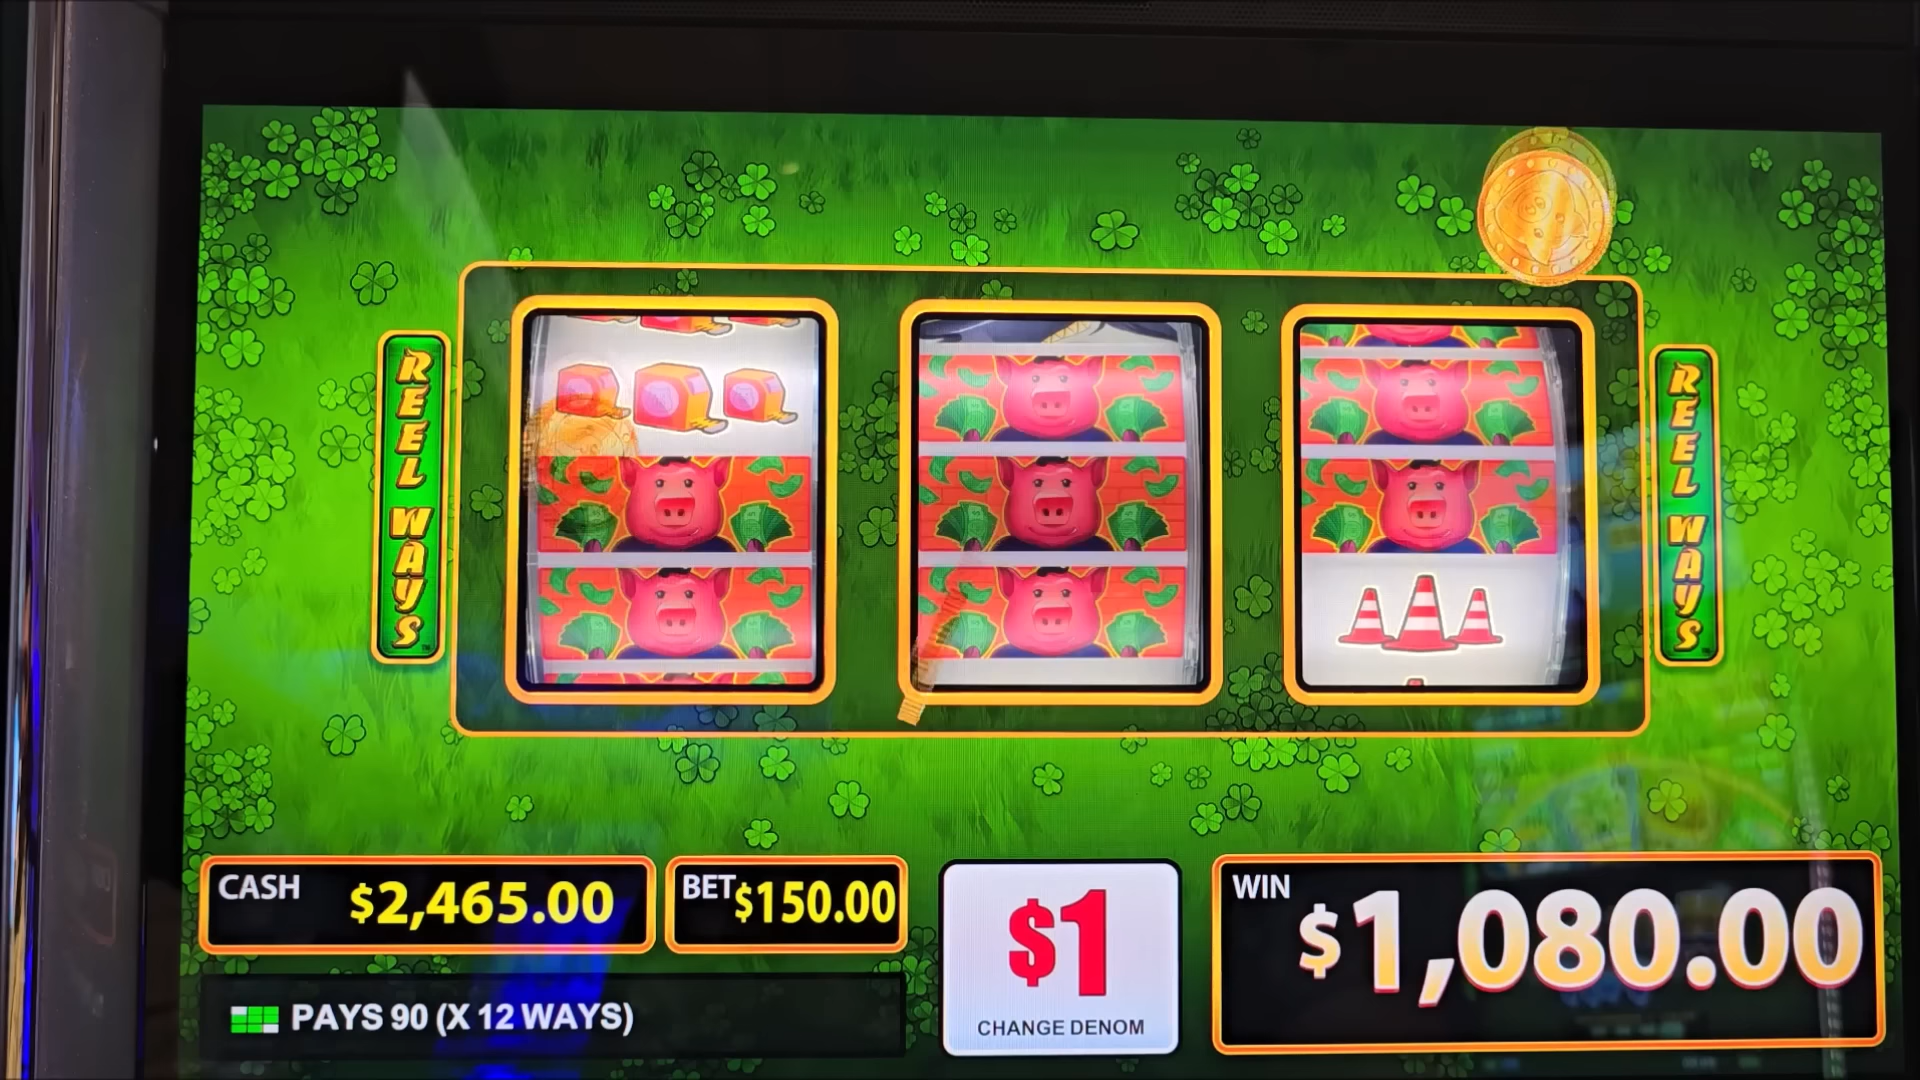 REEL WAYS
REEL WAYS
CASH $2,465.00
BET $150.00
$1
CHANGE DENOM
WIN $1,080.00
PAYS 90 (X 12 WAYS)